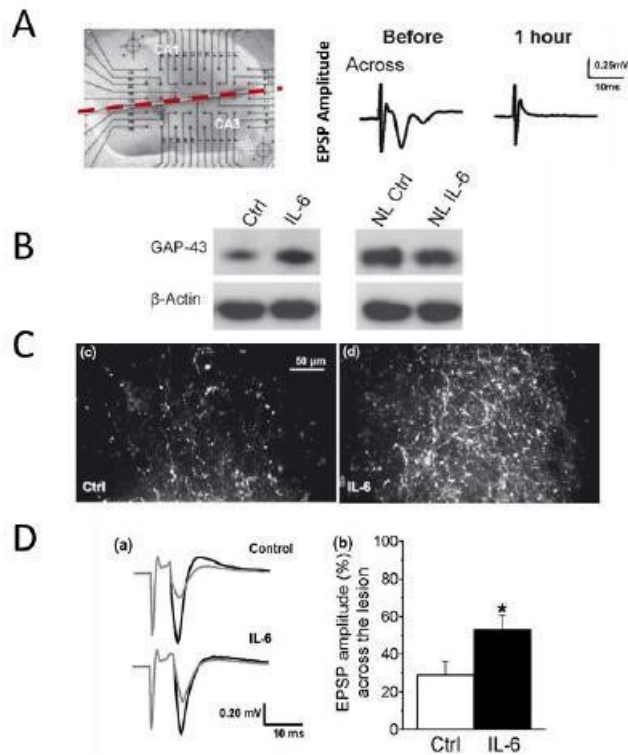 A
CA1
CA3
Before
1 hour
Across
EPSP Amplitude
0.25mV
10ms
B
Ctrl
IL-6
NL Ctrl
NL IL-6
GAP-43
β-Actin
C
(c)
50 µm
Ctrl
(d)
IL-6
D
(a)
Control
IL-6
0.20 mV
10 ms
(b)
EPSP amplitude (%)
across the lesion
100
80
60
40
20
0
*
Ctrl
IL-6